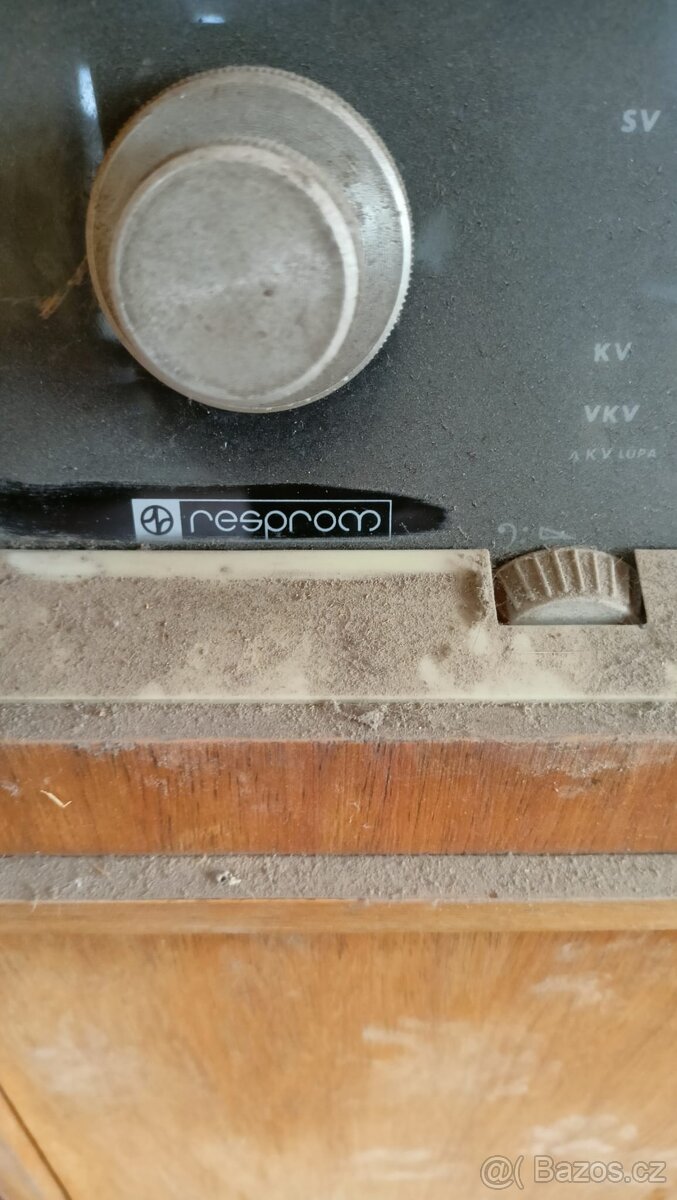 SV
KV
VKV
KV LUPA
resprom
@( Bazos.cz